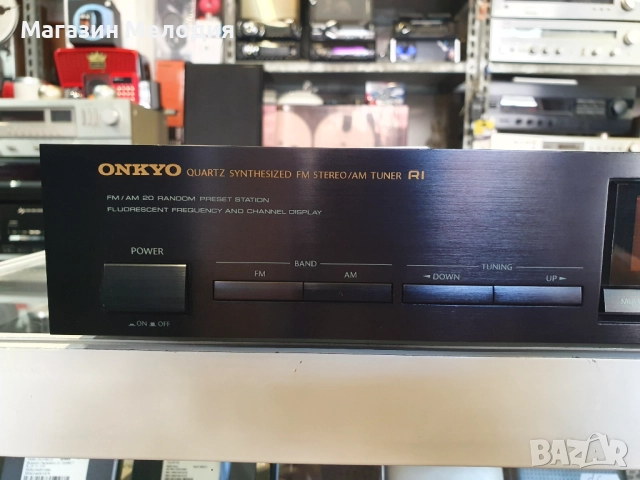 Магазин Мелодия
ONKYO QUARTZ SYNTHESIZED FM STEREO/AM TUNER RI
FM/AM 20 RANDOM PRESET STATION
FLUORESCENT FREQUENCY AND CHANNEL DISPLAY
POWER
BAND
TUNING
FM
AM
◄DOWN
UP►
ON OFF
BAZAR